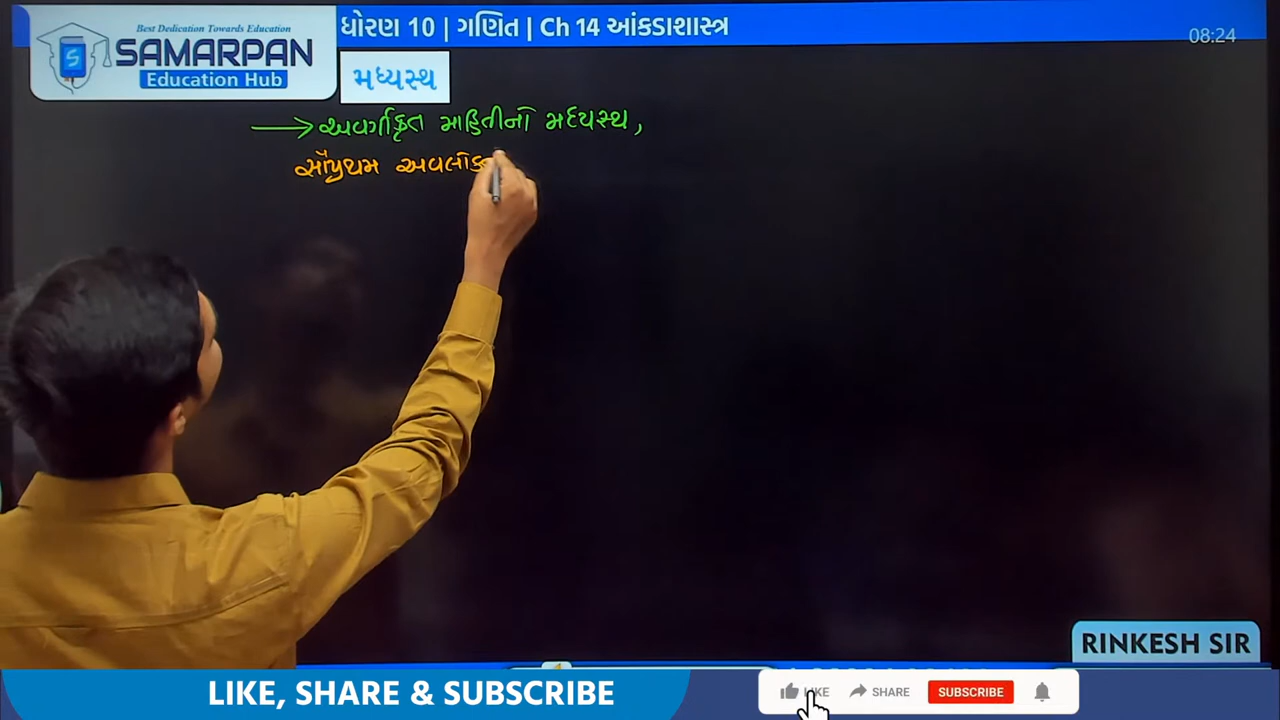 Best Dedication Towards Education
SAMARPAN
Education Hub
ધોરણ 10 | ગણિત | Ch 14 આંકડાશાસ્ત્ર
08:24
મધ્યસ્થ
→ અવર્ગીકૃત માહિતીનો મધ્યસ્થ,
સૌપ્રથમ અવલોક
RINKESH SIR
LIKE, SHARE & SUBSCRIBE
LIKE
SHARE
SUBSCRIBE